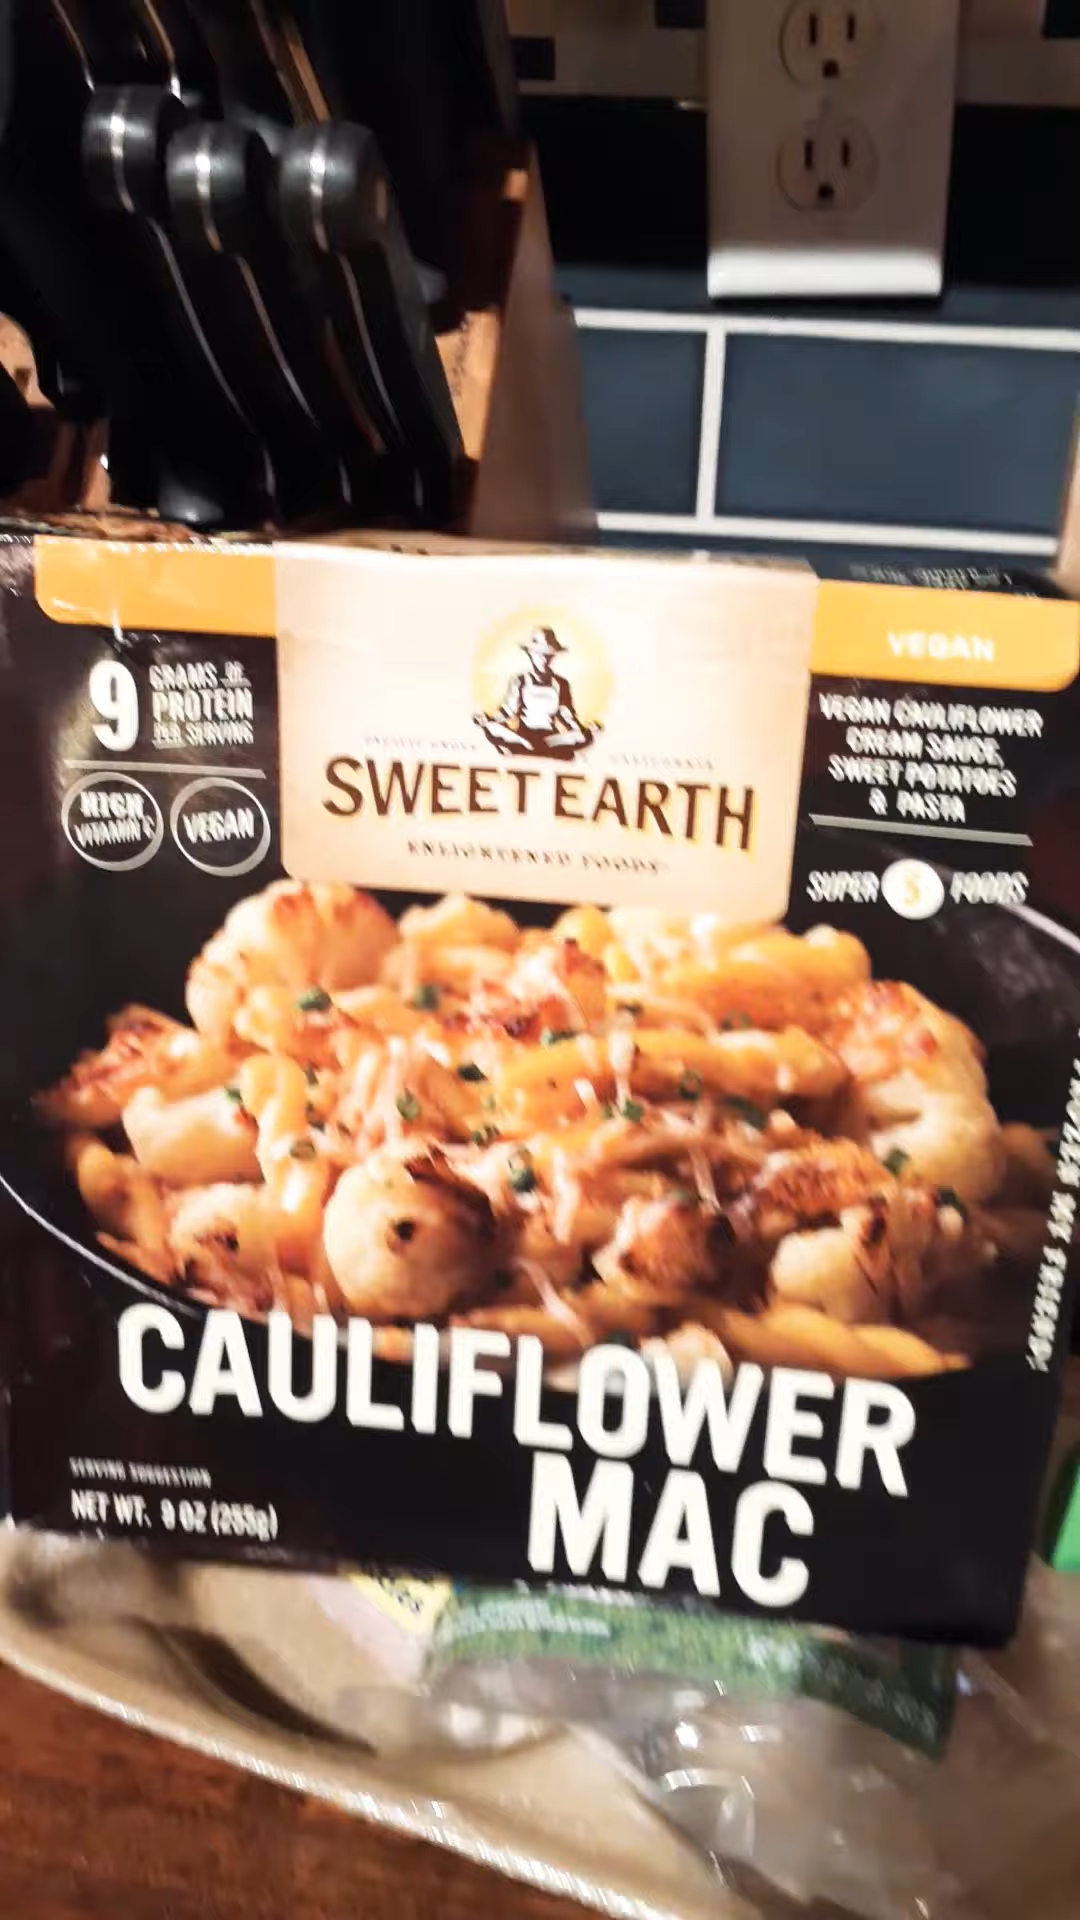 9
GRAMS OF
PROTEIN
PER SERVING
HIGH
VITAMIN C
VEGAN
SWEET EARTH
ENLIGHTENED FOODS
VEGAN
VEGAN CAULIFLOWER
CREAM SAUCE,
SWEET POTATOES
& PASTA
SUPER 5 FOODS
CAULIFLOWER
MAC
SERVING SUGGESTION
NET WT. 9 OZ (255g)